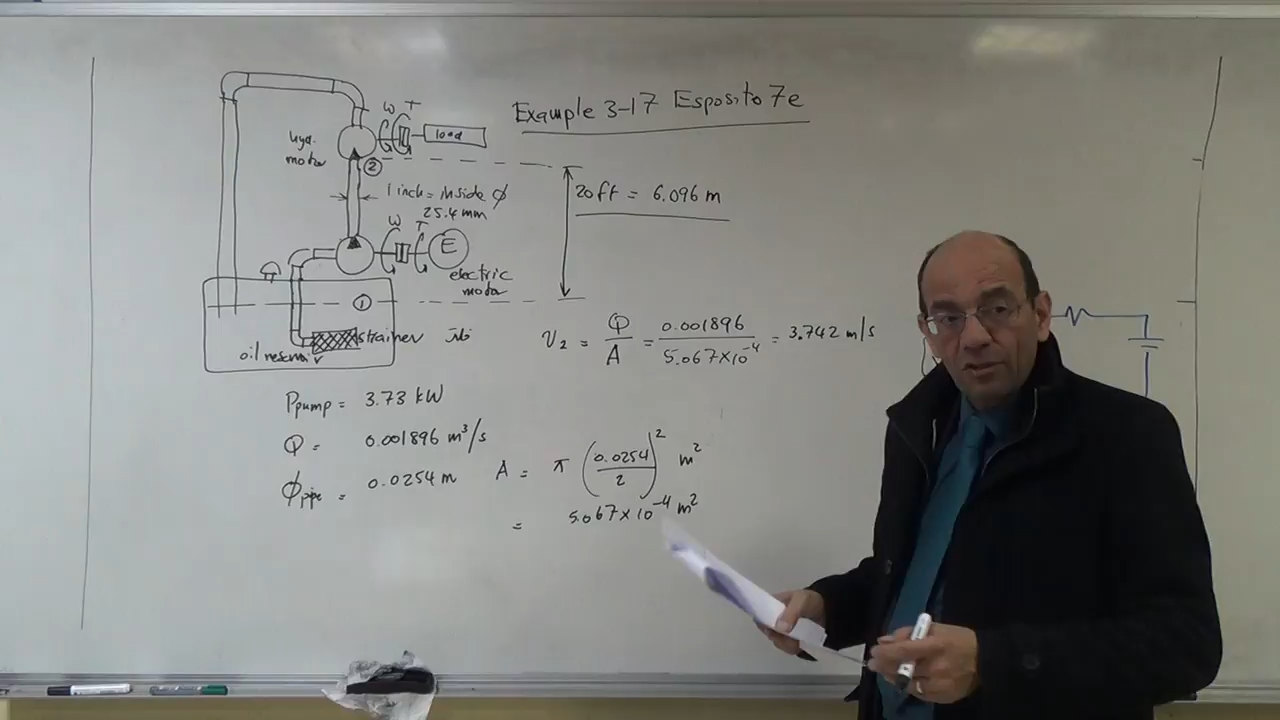 Example 3-17 Esposito 7e
W T
load
hyd. motor
2
1 inch = inside φ
25.4 mm
20 ft = 6.096 m
W T
E
electric
motor
1
strainer
oil reservoir
V2 = Q/A = 0.001896/5.067×10^-4 = 3.742 m/s
Ppump = 3.73 kW
Q = 0.001896 m³/s
φpipe = 0.0254 m
A = π (0.0254/2)² m²
= 5.067×10^-4 m²